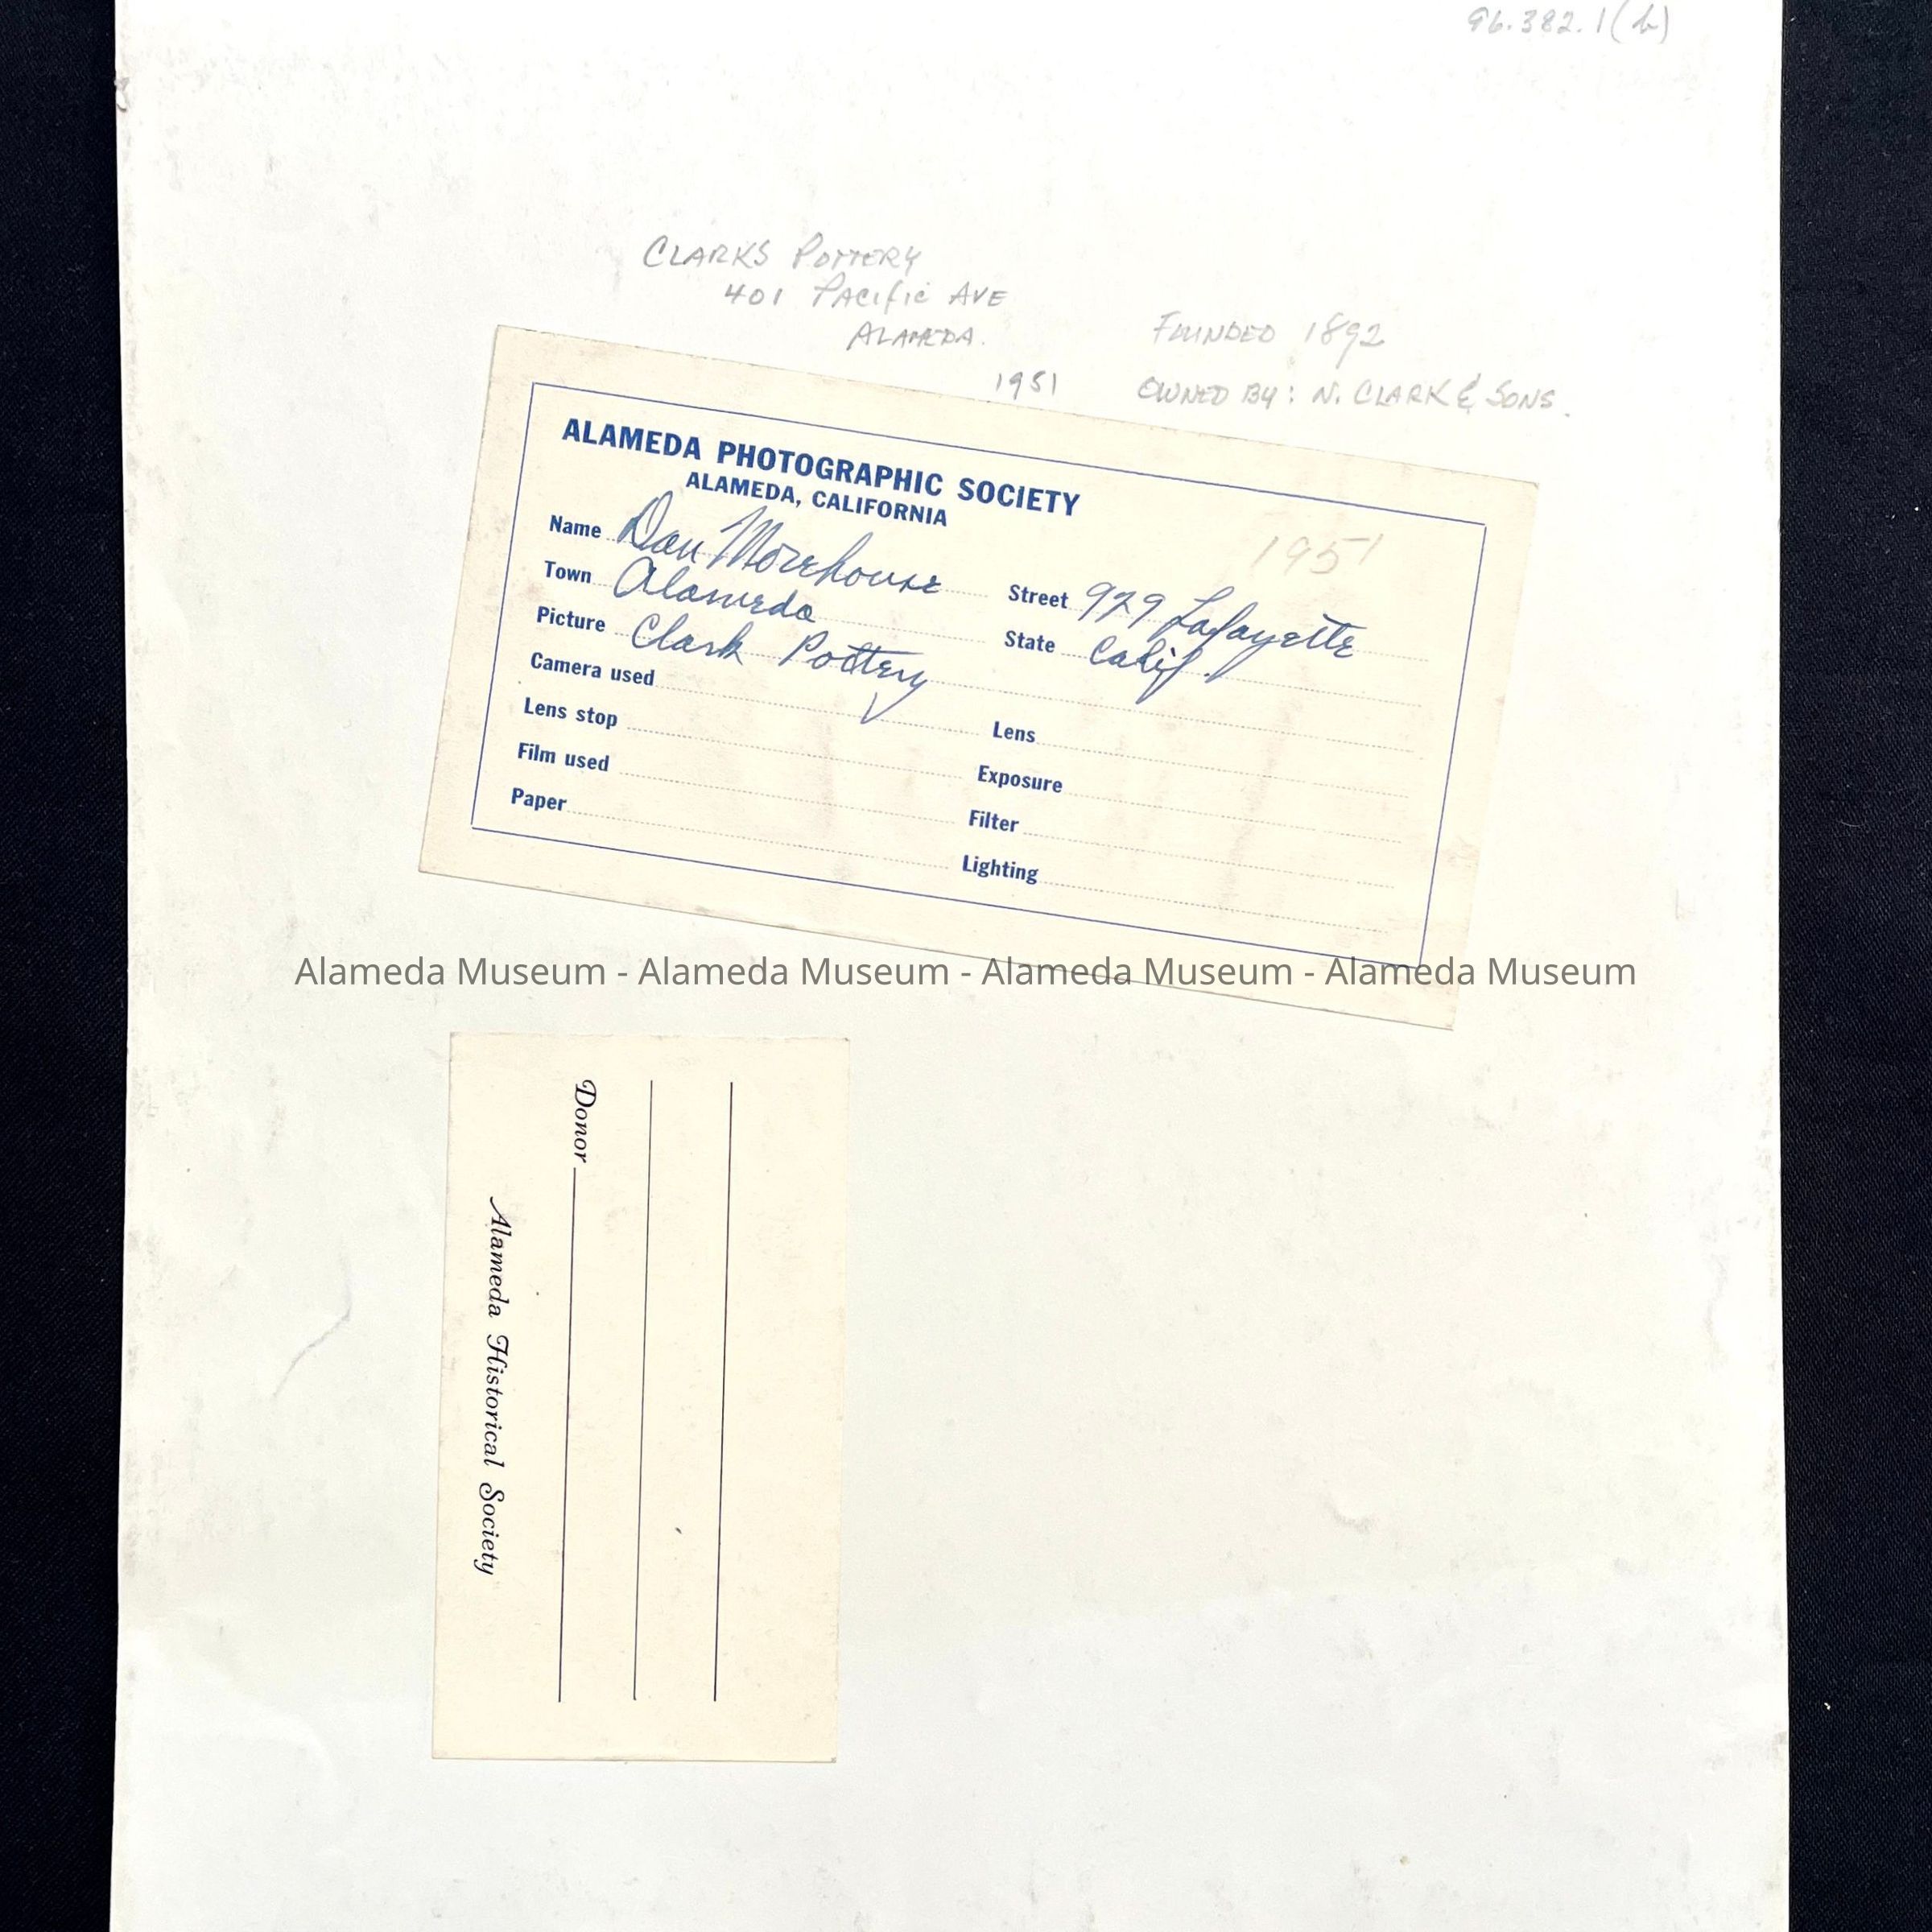 96.382.1(b)
CLARKS POTTERY
401 PACIFIC AVE
ALAMEDA.
1951
FOUNDED 1892
OWNED BY: N. CLARK & SONS.
ALAMEDA PHOTOGRAPHIC SOCIETY
ALAMEDA, CALIFORNIA
1951
Name Dan Morehouse Street 929 Lafayette
Town Alameda State Calif.
Picture Clark Pottery
Camera used Lens
Lens stop Exposure
Film used Filter
Paper Lighting
Alameda Museum - Alameda Museum - Alameda Museum - Alameda Museum
Donor
Alameda Historical Society